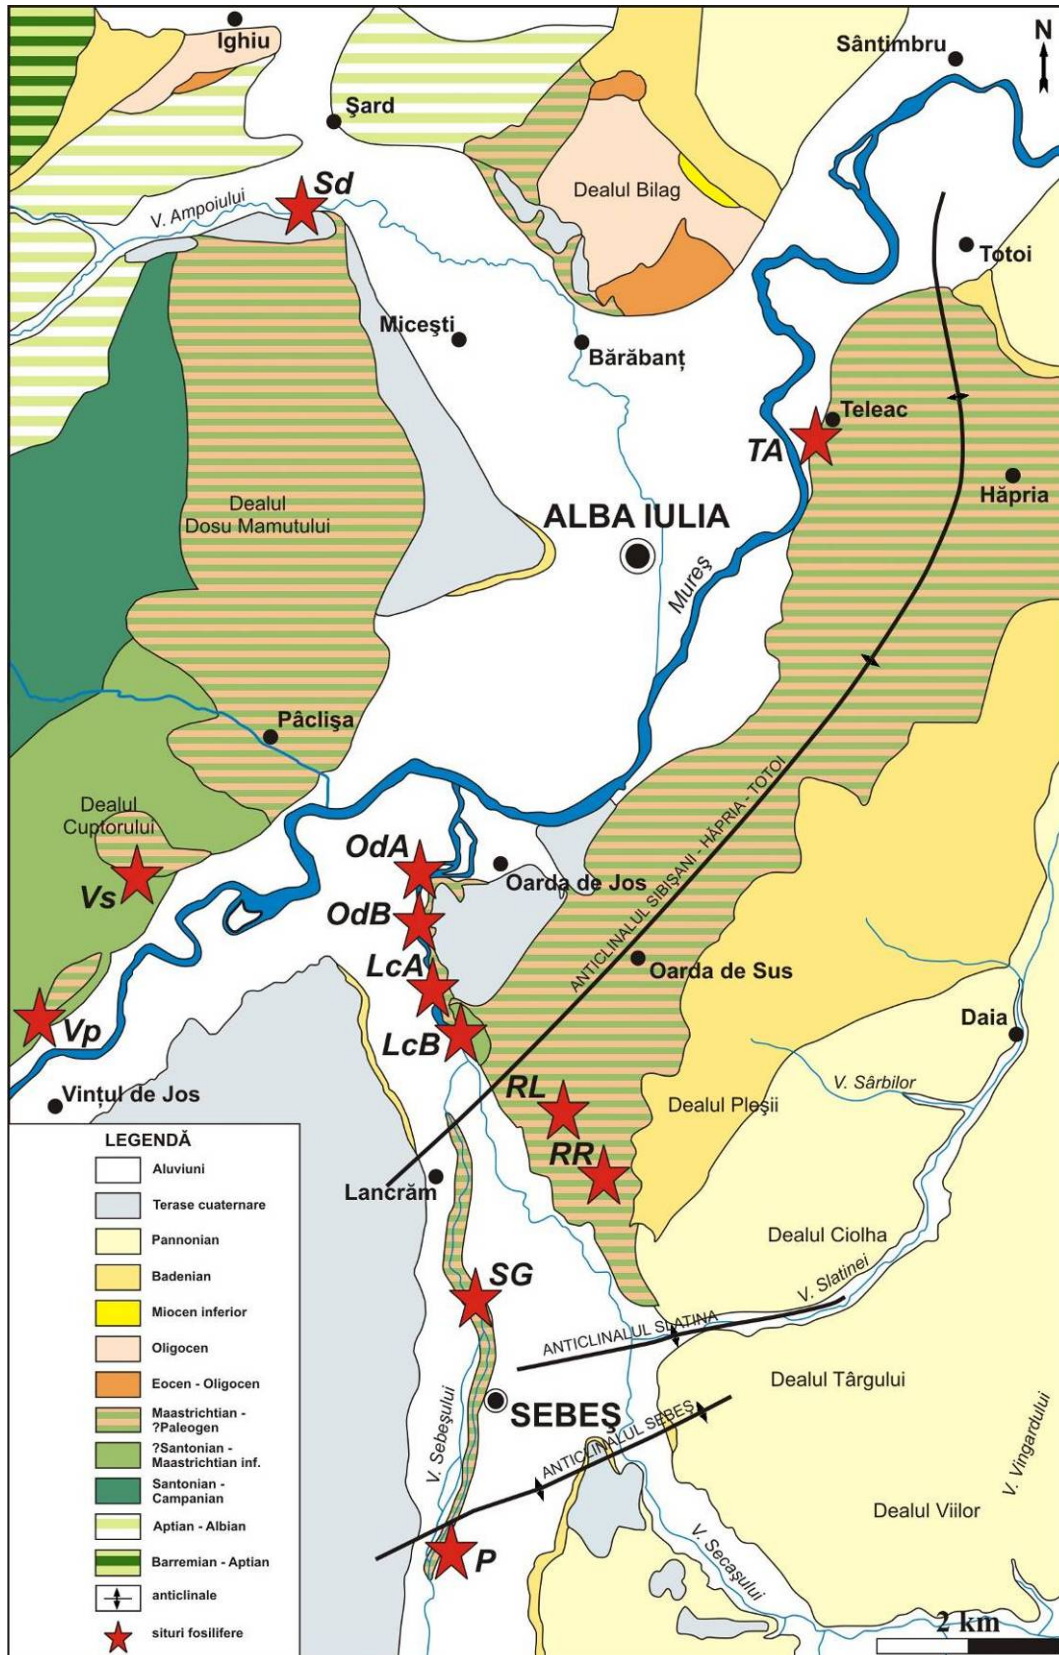 Ighiu
Sântimbru
N
Şard
Dealul Bilag
Sd
V. Ampoiului
Totoi
Miceşti
Bărăbanț
Teleac
TA
Hăpria
Dealul
Dosu Mamutului
ALBA IULIA
Mureş
Pâclişa
ANTICLINALUL SIBIŞANI - HĂPRIA - TOTOI
Dealul
Cuptorului
OdA
Oarda de Jos
Vs
OdB
LcA
Oarda de Sus
Vp
LcB
Daia
Vințul de Jos
RL
V. Sârbilor
Dealul Pleşii
RR
Lancrăm
Dealul Ciolha
SG
V. Slatinei
ANTICLINALUL SLATINA
Dealul Târgului
SEBEŞ
ANTICLINALUL SEBEŞ
V. Sebeşului
V. Vingardului
Dealul Viilor
P
V. Secaşului
2 km
LEGENDĂ
Aluviuni
Terase cuaternare
Pannonian
Badenian
Miocen inferior
Oligocen
Eocen - Oligocen
Maastrichtian -
?Paleogen
?Santonian -
Maastrichtian inf.
Santonian -
Campanian
Aptian - Albian
Barremian - Aptian
anticlinale
situri fosilifere